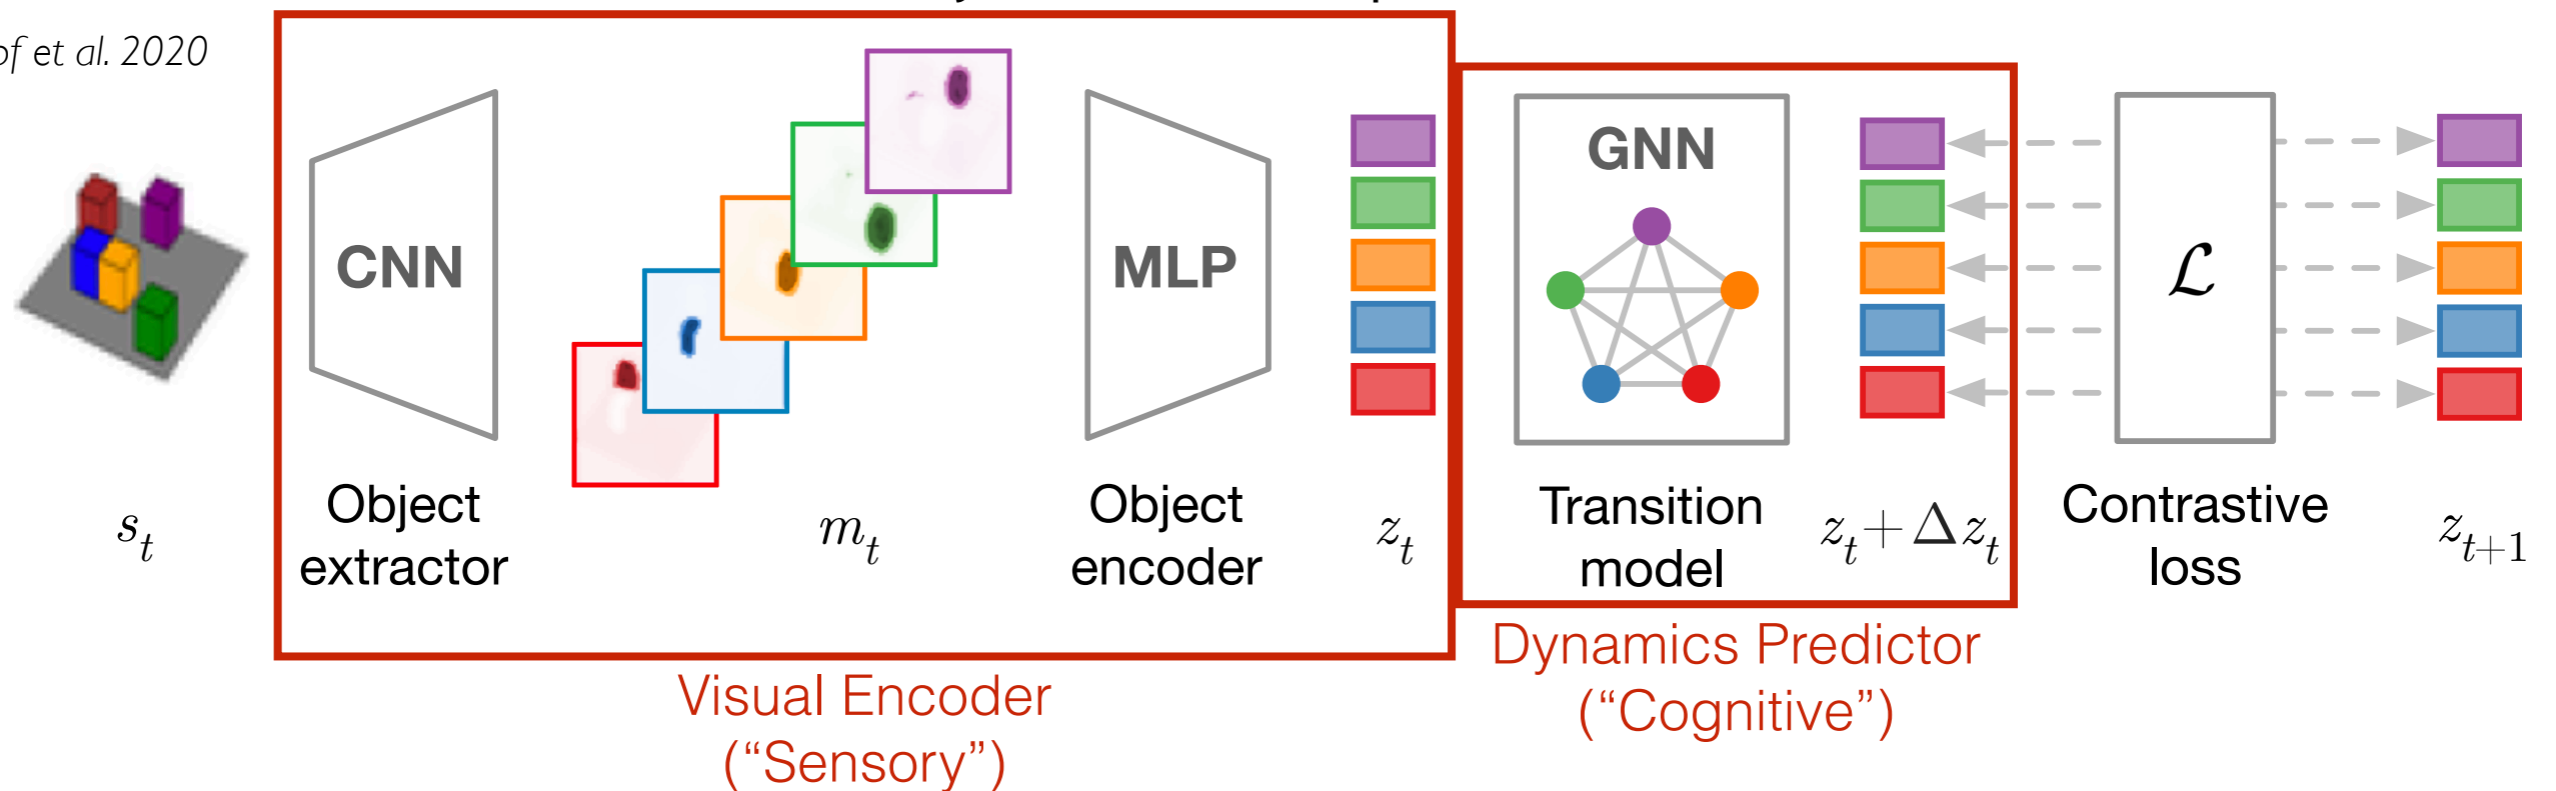 of et al. 2020
CNN
MLP
GNN
ℒ
Object
extractor
Object
encoder
Transition
model
Contrastive
loss
s_t
m_t
z_t
z_t + Δz_t
z_{t+1}
Visual Encoder
(“Sensory”)
Dynamics Predictor
(“Cognitive”)